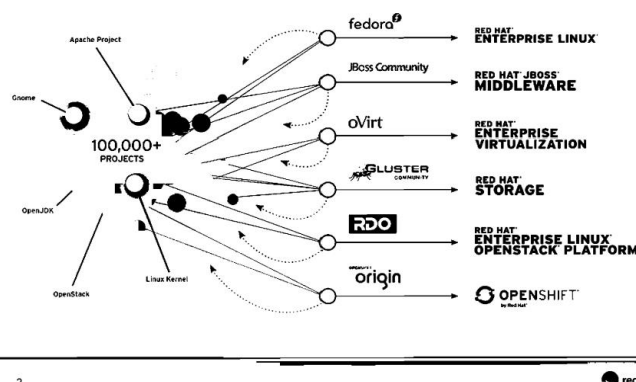 fedora
RED HAT®
ENTERPRISE LINUX®
Apache Project
JBoss Community
RED HAT® JBOSS®
MIDDLEWARE
Gnome
oVirt
RED HAT®
ENTERPRISE
VIRTUALIZATION
100,000+
PROJECTS
GLUSTER
COMMUNITY
RED HAT®
STORAGE
OpenJDK
RDO
RED HAT®
ENTERPRISE LINUX®
OPENSTACK® PLATFORM
OpenStack
Linux Kernel
origin
OPENSHIFT®
by Red Hat®
2